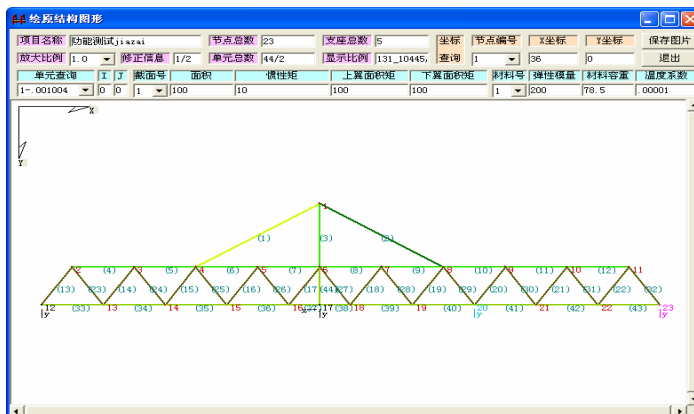 绘原结构图形
项目名称 功能测试jiazai 节点总数 23 支座总数 5 坐标 节点编号 X坐标 Y坐标 保存图片
放大比例 1.0 修正信息 1/2 单元总数 44/2 显示比例 131_10445, 查询 1 36 0 退出
单元查询 I J 截面号 面积 惯性矩 上翼面积矩 下翼面积矩 材料号 弹性模量 材料容重 温度系数
1-.001004 0 0 1 100 10 100 100 1 200 78.5 .00001
X
Y
1
(1) (3) (2)
2 (4) 3 (5) 4 (6) 5 (7) 6 (8) 7 (9) 8 (10) 9 (11) 10 (12) 11
(13) (23) (14) (24) (15) (25) (16) (26) (17 (44) (27) (18) (28) (19) (29) (20) (30) (21) (31) (22) (32)
12 (33) 13 (34) 14 (35) 15 (36) 16 17 (38) 18 (39) 19 (40) 20 (41) 21 (42) 22 (43) 23
y y y y